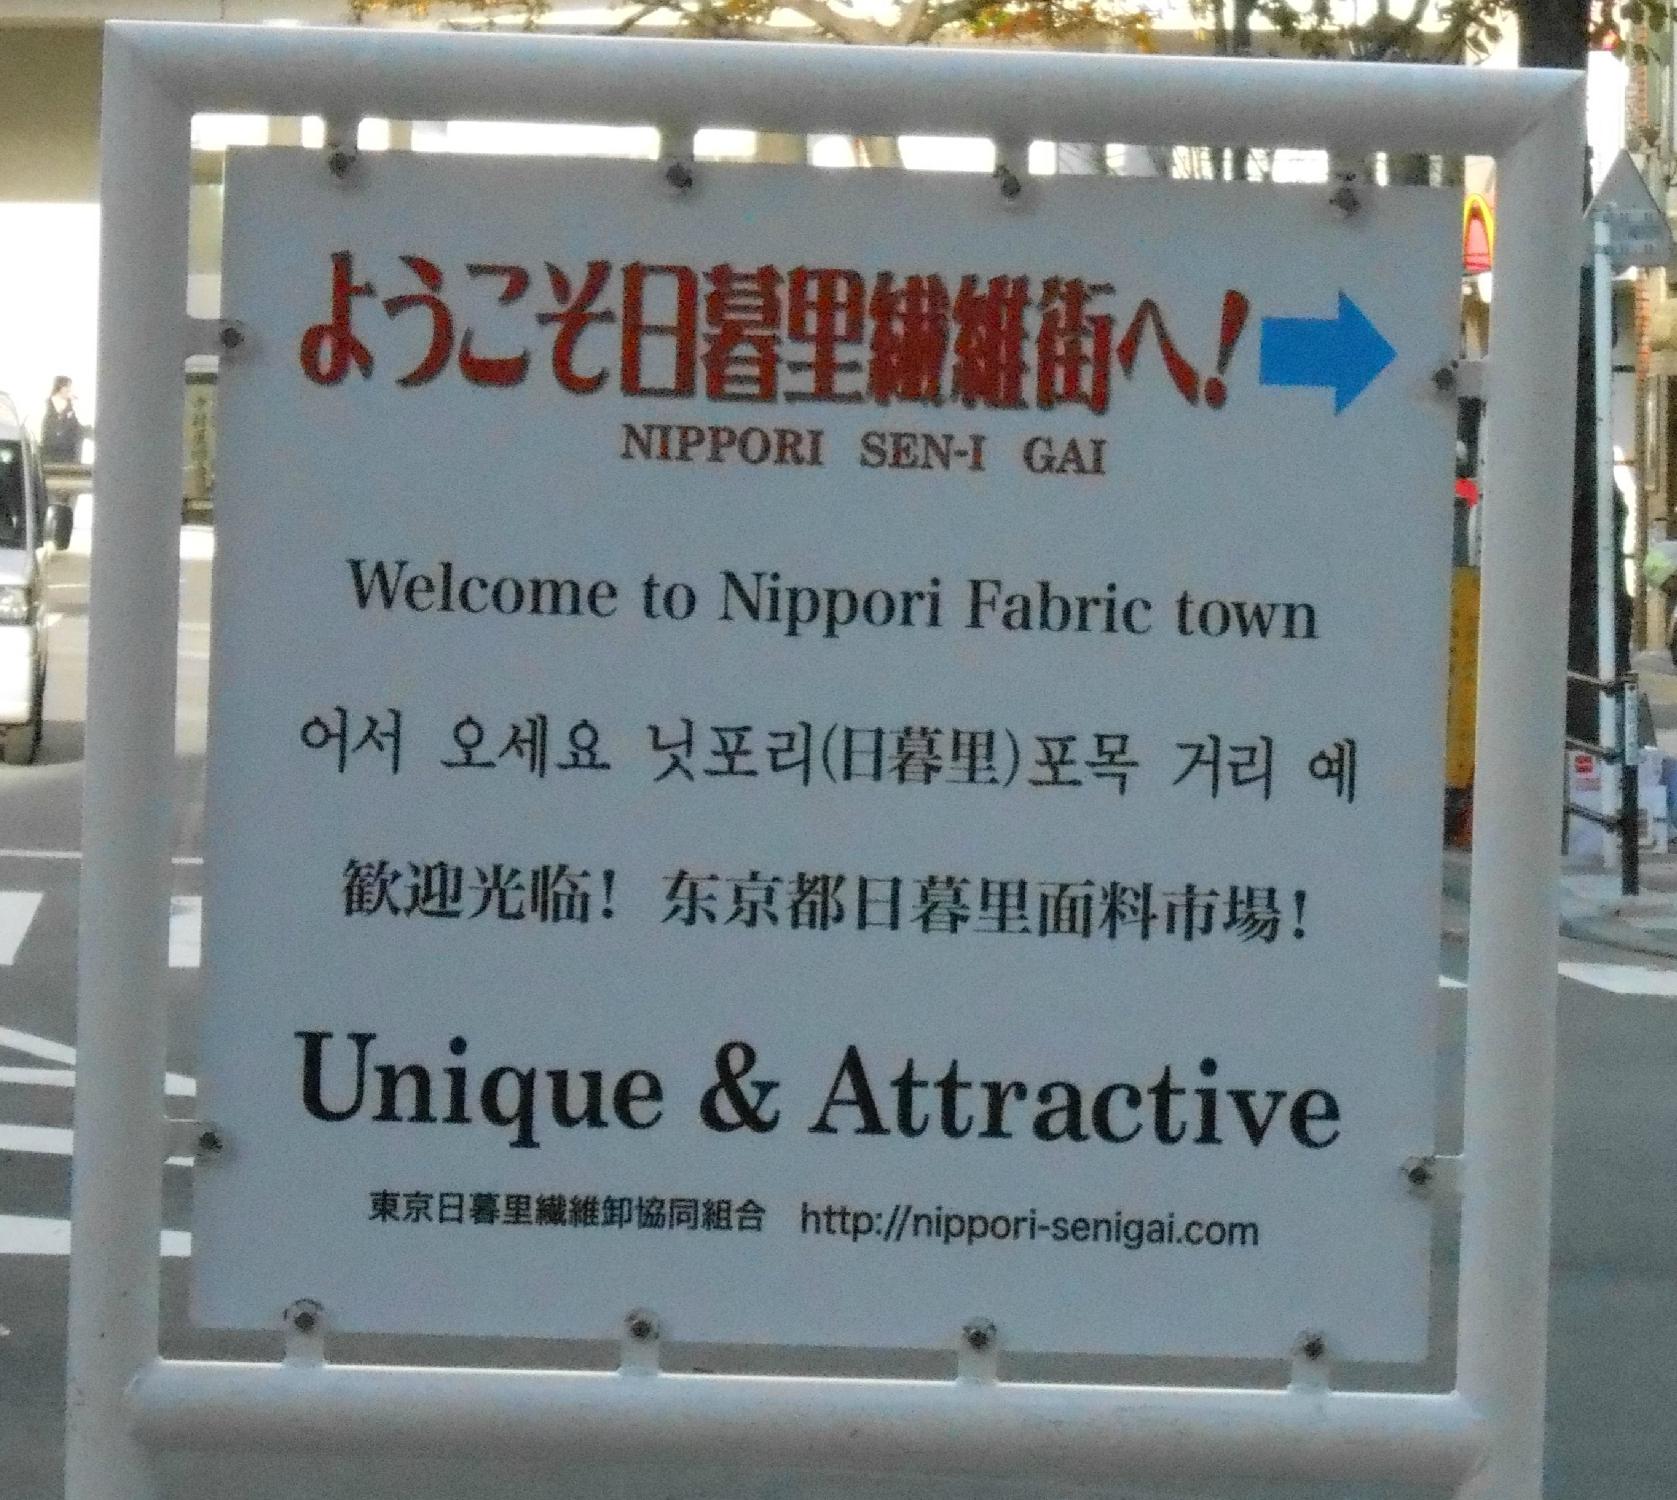 ようこそ日暮里繊維街へ!
NIPPORI SEN-I GAI
Welcome to Nippori Fabric town
어서 오세요 닛포리(日暮里)포목 거리 예
歓迎光临! 东京都日暮里面料市場!
Unique & Attractive
東京日暮里繊維卸協同組合 http://nippori-senigai.com